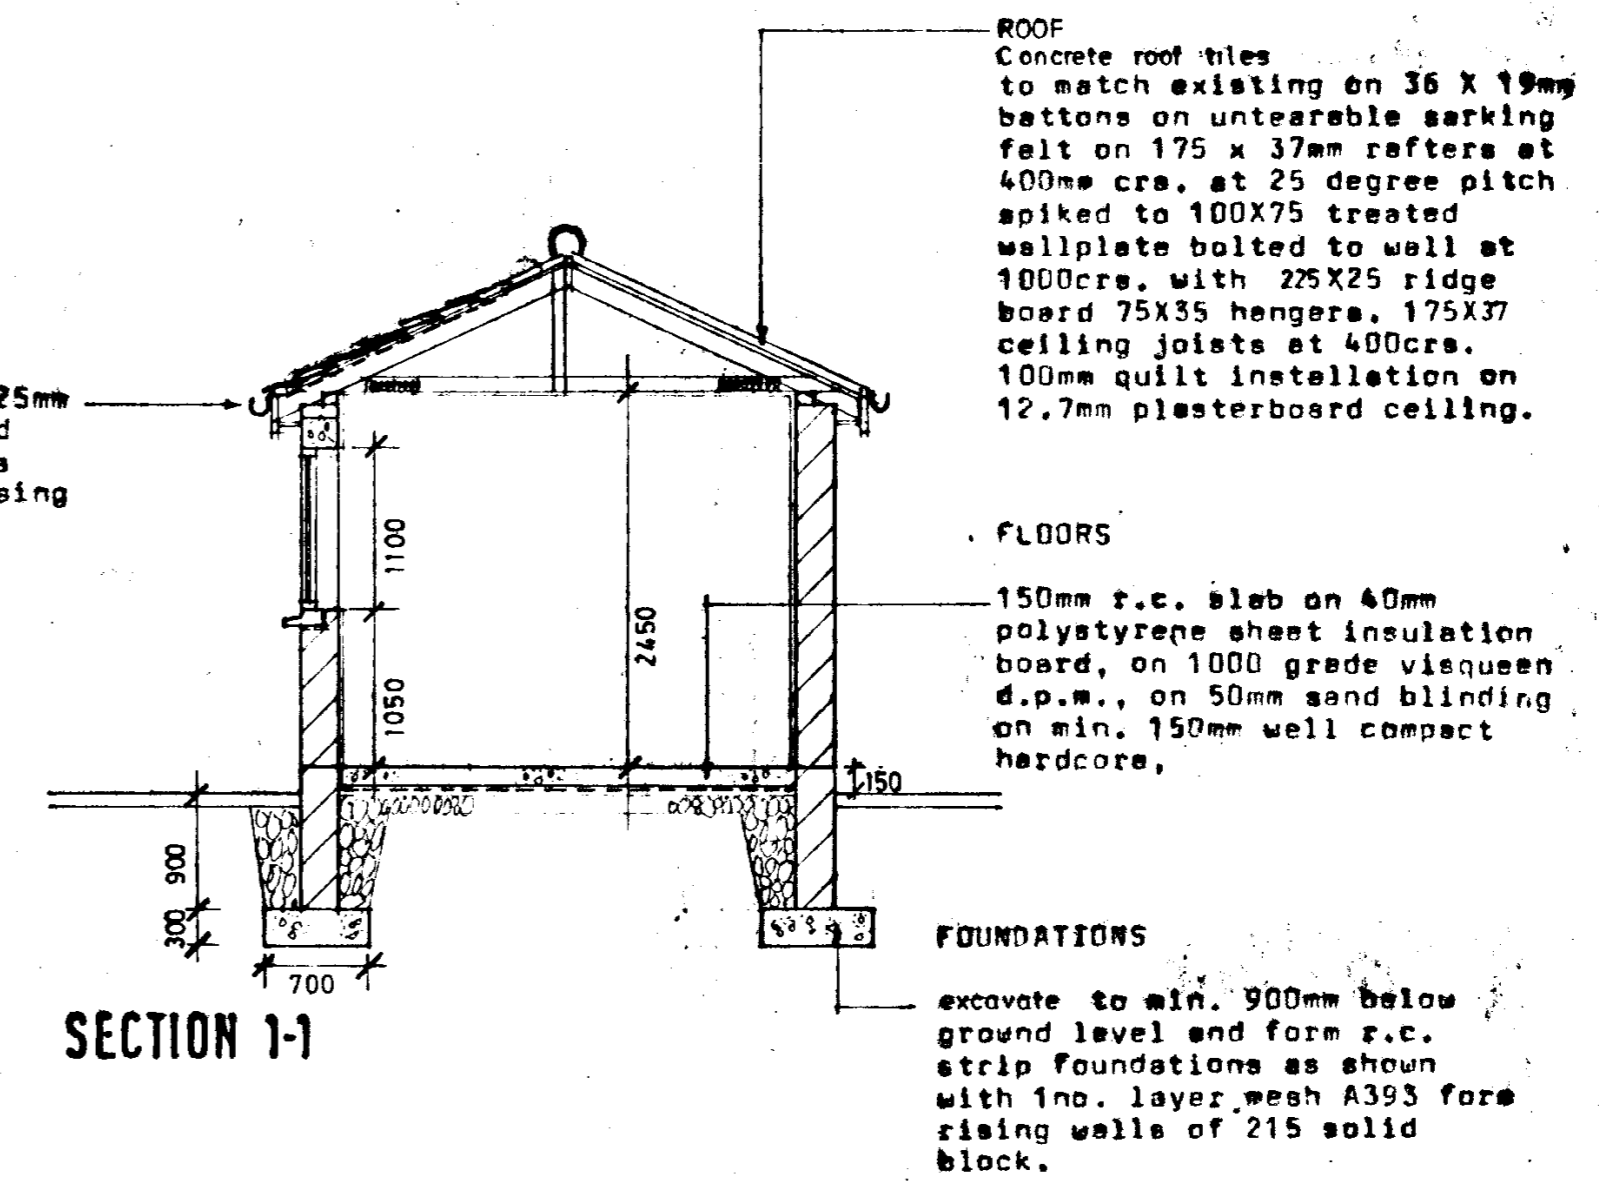 ROOF
Concrete roof tiles
to match existing on 36 X 19mm
battons on untearable sarking
felt on 175 x 37mm rafters at
400mm crs. at 25 degree pitch
spiked to 100X75 treated
wallplate bolted to wall at
1000crs. with 225X25 ridge
board 75X35 hangers. 175X37
ceiling joists at 400crs.
100mm quilt installation on
12.7mm plasterboard ceiling.
25mm
d
s
sing
FLOORS
150mm r.c. slab on 40mm
polystyrene sheet insulation
board, on 1000 grade visqueen
d.p.m., on 50mm sand blinding
on min. 150mm well compact
hardcore,
1100
2450
1050
150
900
300
700
SECTION 1-1
FOUNDATIONS
excavate to min. 900mm below
ground level and form r.c.
strip foundations as shown
with 1no. layer mesh A393 form
rising walls of 215 solid
block.